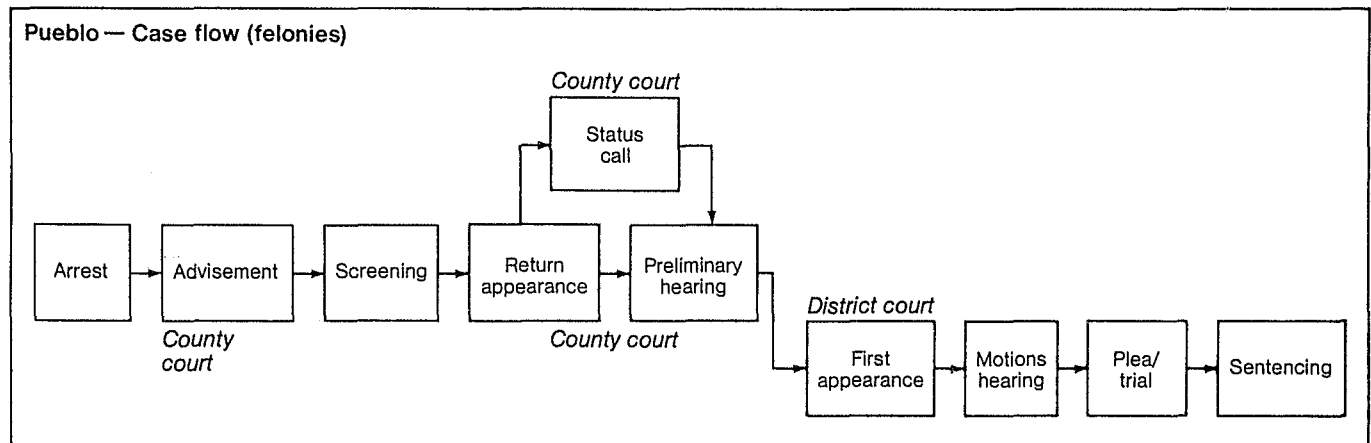 Pueblo — Case flow (felonies)
County court
Status
call
Arrest
Advisement
County
court
Screening
Return
appearance
Preliminary
hearing
County court
District court
First
appearance
Motions
hearing
Plea/
trial
Sentencing